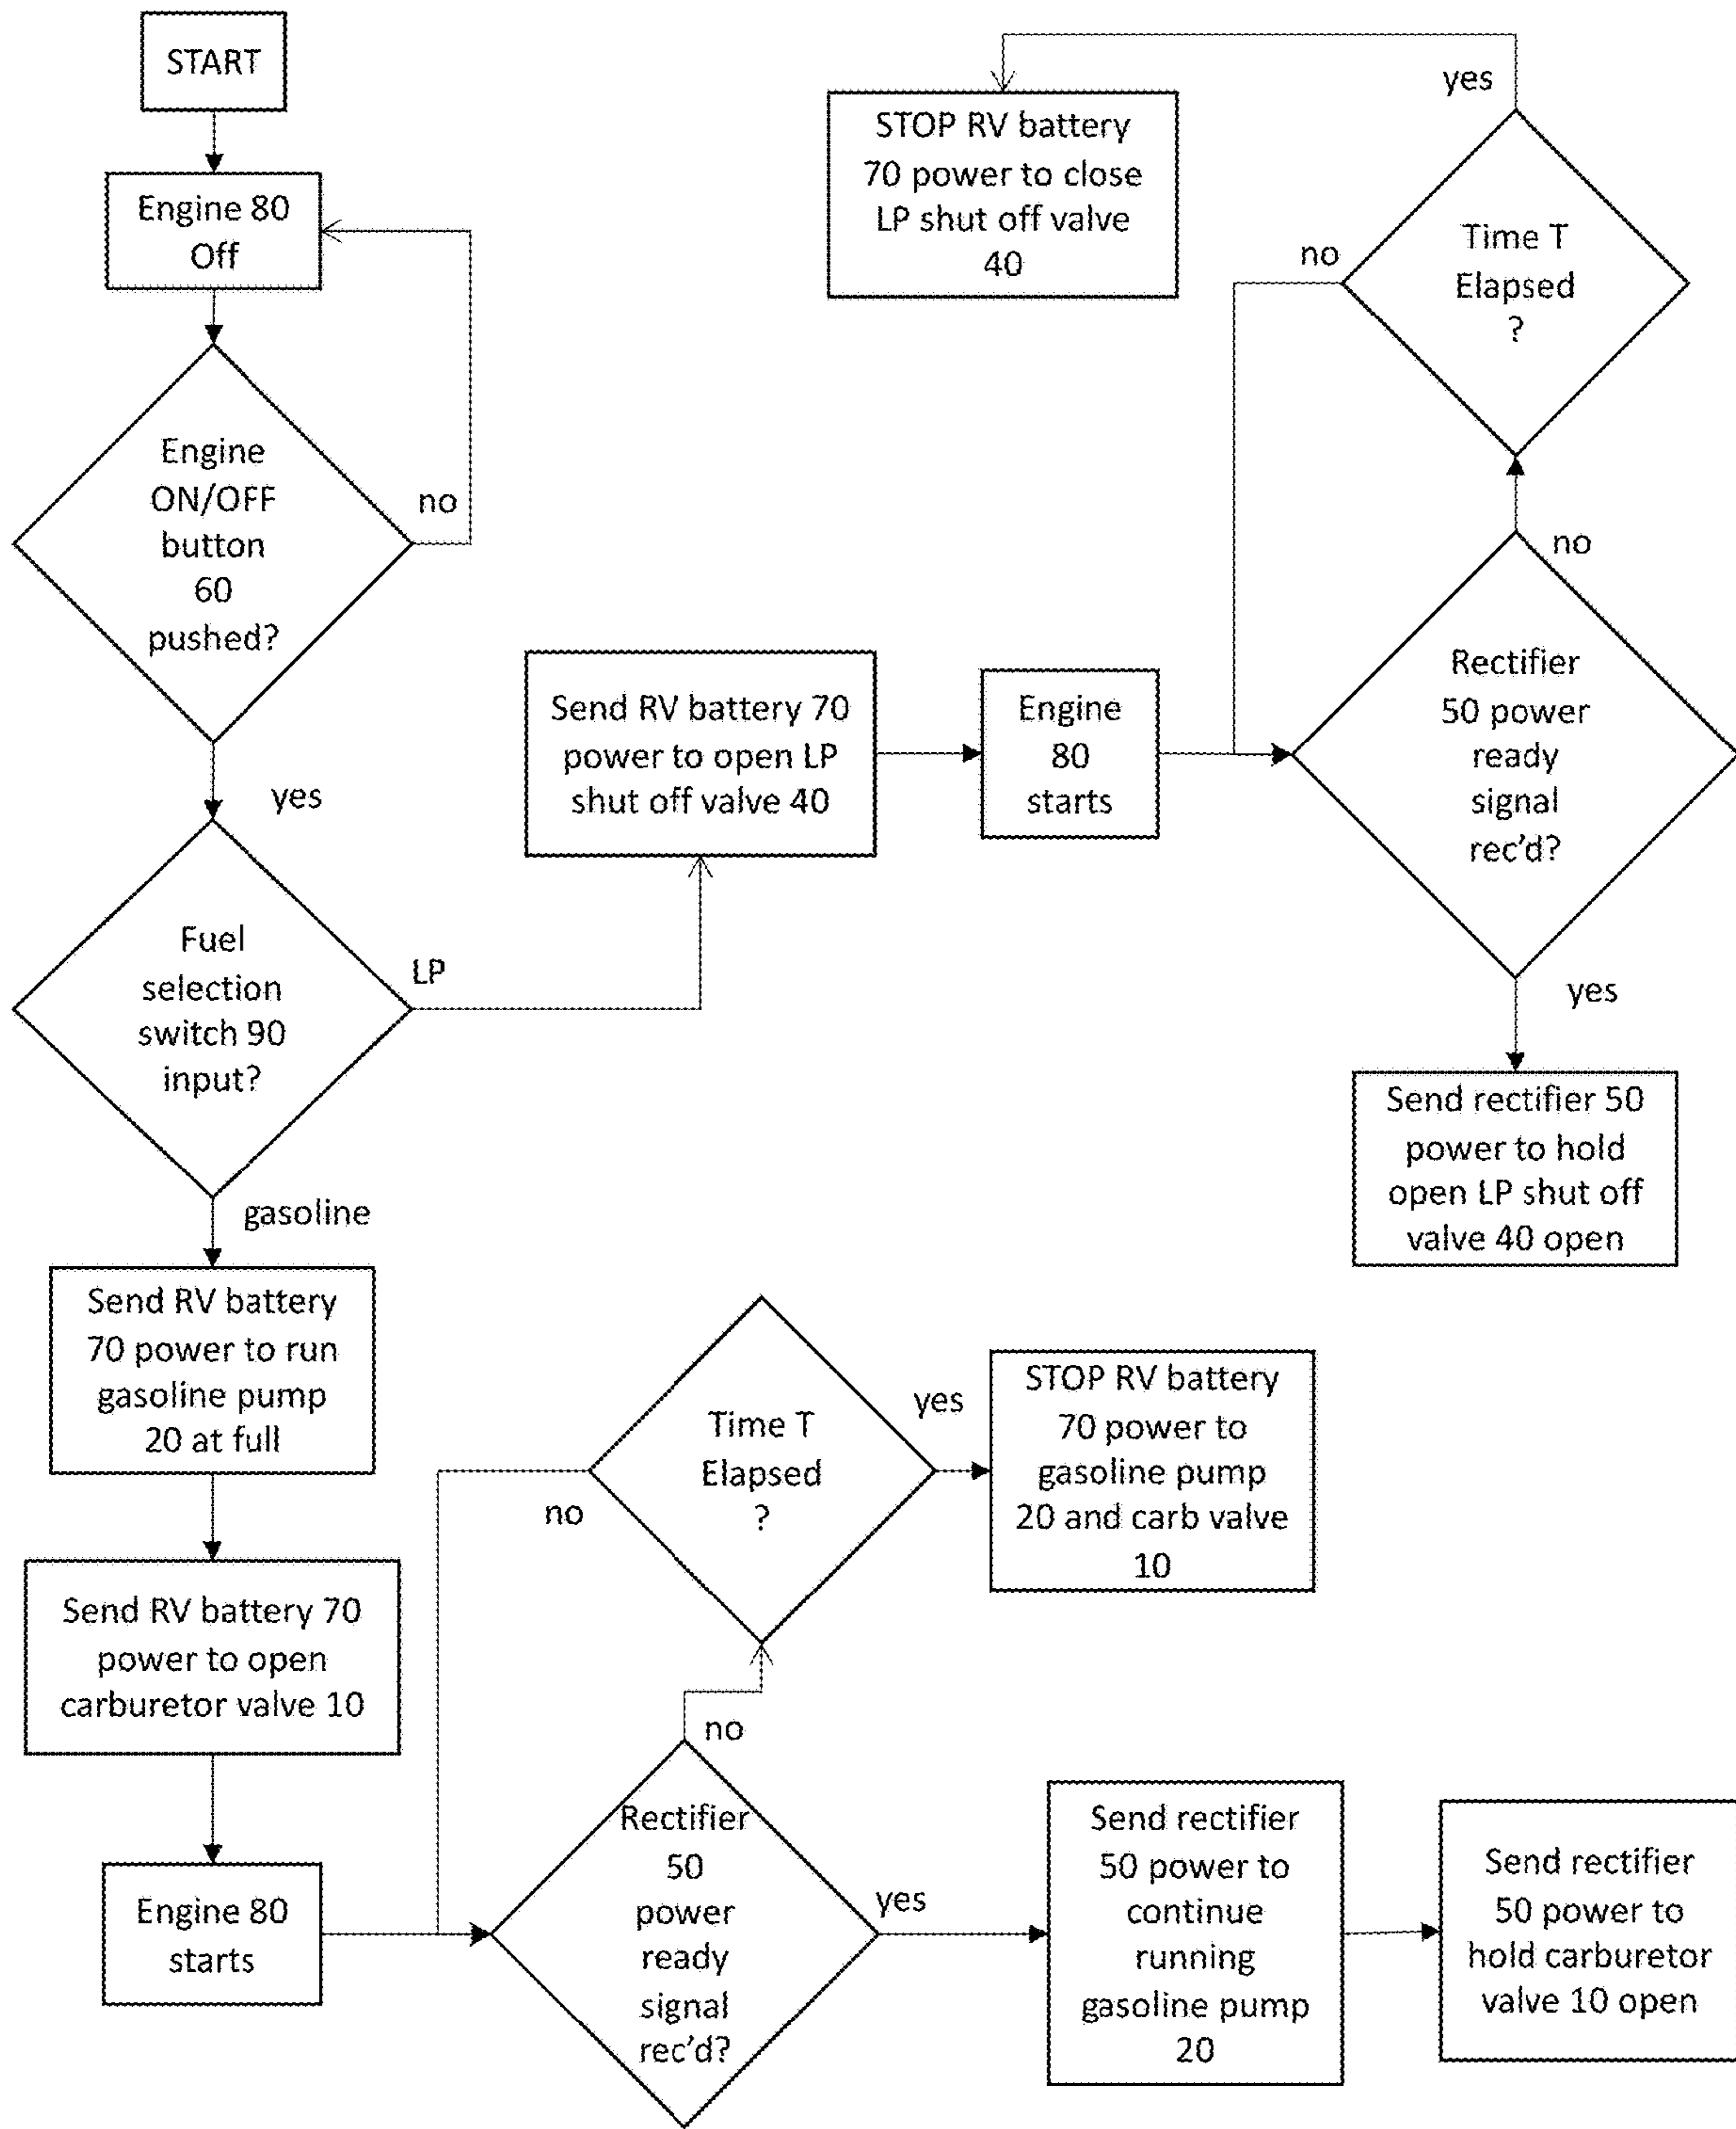 START
Engine 80
Off
Engine
ON/OFF
button
60
pushed?
no
yes
Fuel
selection
switch 90
input?
LP
gasoline
Send RV battery 70
power to open LP
shut off valve 40
Engine
80
starts
Rectifier
50 power
ready
signal
rec'd?
no
Time T
Elapsed
?
no
yes
STOP RV battery
70 power to close
LP shut off valve
40
yes
Send rectifier 50
power to hold
open LP shut off
valve 40 open
Send RV battery
70 power to run
gasoline pump
20 at full
Send RV battery 70
power to open
carburetor valve 10
Engine 80
starts
Rectifier
50
power
ready
signal
rec'd?
no
Time T
Elapsed
?
no
yes
STOP RV battery
70 power to
gasoline pump
20 and carb valve
10
yes
Send rectifier
50 power to
continue
running
gasoline pump
20
Send rectifier
50 power to
hold carburetor
valve 10 open